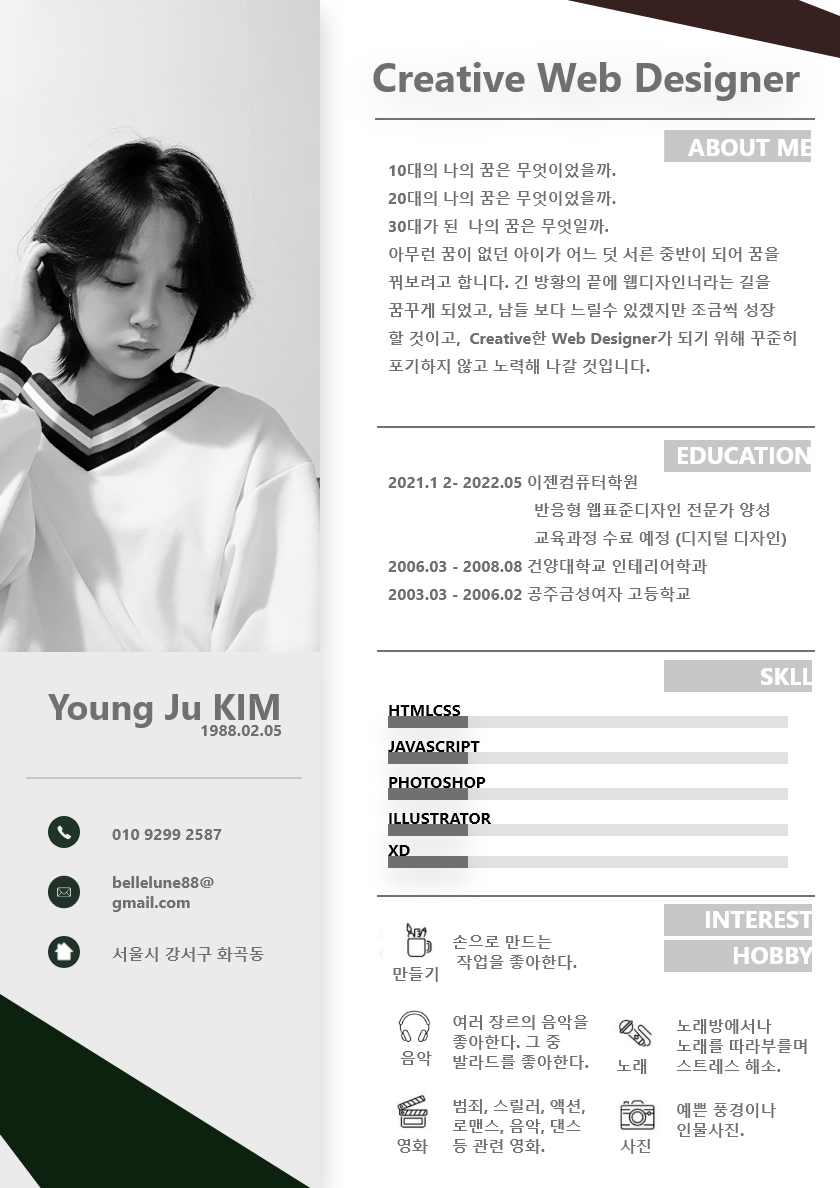 Creative Web Designer
ABOUT ME
10대의 나의 꿈은 무엇이었을까.
20대의 나의 꿈은 무엇이었을까.
30대가 된  나의 꿈은 무엇일까.
아무런 꿈이 없던 아이가 어느 덧 서른 중반이 되어 꿈을
꿔보려고 합니다. 긴 방황의 끝에 웹디자인너라는 길을
꿈꾸게 되었고, 남들 보다 느릴수 있겠지만 조금씩 성장
할 것이고,  Creative한 Web Designer가 되기 위해 꾸준히
포기하지 않고 노력해 나갈 것입니다.
EDUCATION
2021.1 2- 2022.05 이젠컴퓨터학원
반응형 웹표준디자인 전문가 양성
교육과정 수료 예정 (디지털 디자인)
2006.03 - 2008.08 건양대학교 인테리어학과
2003.03 - 2006.02 공주금성여자 고등학교
SKLL
HTMLCSS
JAVASCRIPT
PHOTOSHOP
ILLUSTRATOR
XD
Young Ju KIM
1988.02.05
010 9299 2587
bellelune88@
gmail.com
서울시 강서구 화곡동
INTEREST
HOBBY
만들기
손으로 만드는
작업을 좋아한다.
음악
여러 장르의 음악을
좋아한다. 그 중
발라드를 좋아한다.
노래
노래방에서나
노래를 따라부를며
스트레스 해소.
영화
범죄, 스릴러, 액션,
로맨스, 음악, 댄스
등 관련 영화.
사진
예쁜 풍경이나
인물사진.